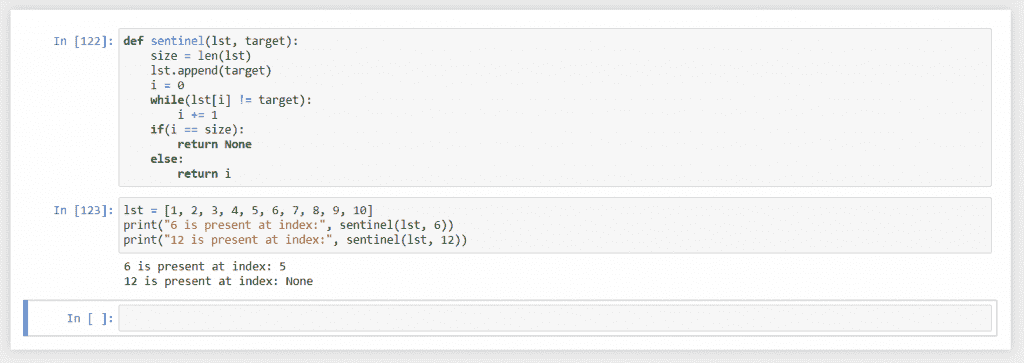 In [122]: def sentinel(lst, target):
    size = len(lst)
    lst.append(target)
    i = 0
    while(lst[i] != target):
        i += 1
    if(i == size):
        return None
    else:
        return i
In [123]: lst = [1, 2, 3, 4, 5, 6, 7, 8, 9, 10]
print("6 is present at index:", sentinel(lst, 6))
print("12 is present at index:", sentinel(lst, 12))
6 is present at index: 5
12 is present at index: None
In [ ]: